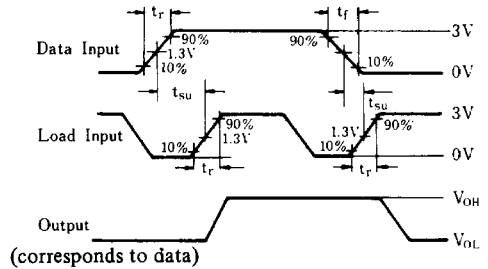 tr
tf
90%
90%
3V
Data Input
1.3V
10%
10%
0V
tsu
tsu
3V
Load Input
90%
1.3V
90%
10%
1.3V
10%
0V
tr
tr
VOH
Output
VOL
(corresponds to data)